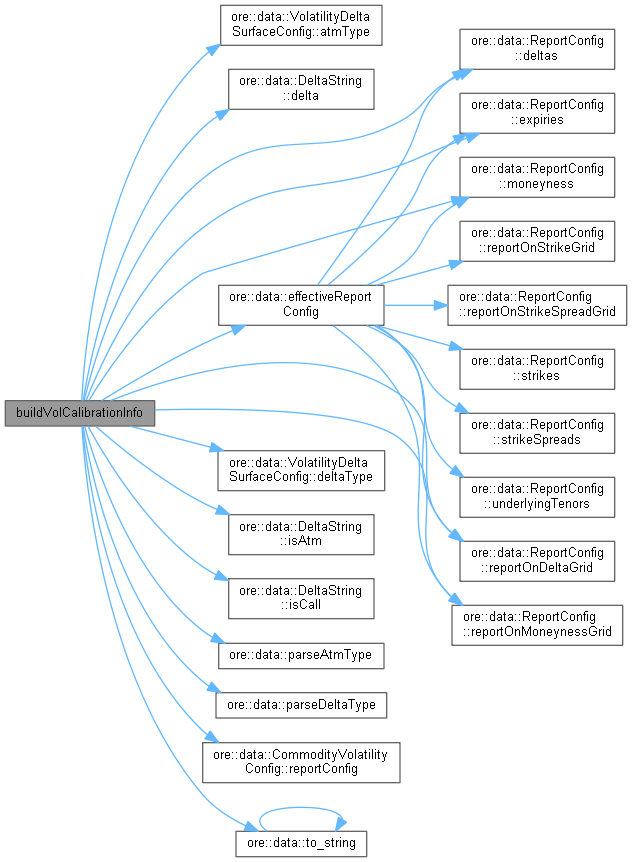 ore::data::VolatilityDelta
SurfaceConfig::atmType
ore::data::DeltaString
::delta
ore::data::ReportConfig
::deltas
ore::data::ReportConfig
::expiries
ore::data::ReportConfig
::moneyness
ore::data::ReportConfig
::reportOnStrikeGrid
ore::data::effectiveReport
Config
ore::data::ReportConfig
::reportOnStrikeSpreadGrid
ore::data::ReportConfig
::strikes
buildVolCalibrationInfo
ore::data::ReportConfig
::strikeSpreads
ore::data::VolatilityDelta
SurfaceConfig::deltaType
ore::data::ReportConfig
::underlyingTenors
ore::data::DeltaString
::isAtm
ore::data::ReportConfig
::reportOnDeltaGrid
ore::data::DeltaString
::isCall
ore::data::ReportConfig
::reportOnMoneynessGrid
ore::data::parseAtmType
ore::data::parseDeltaType
ore::data::CommodityVolatility
Config::reportConfig
ore::data::to_string